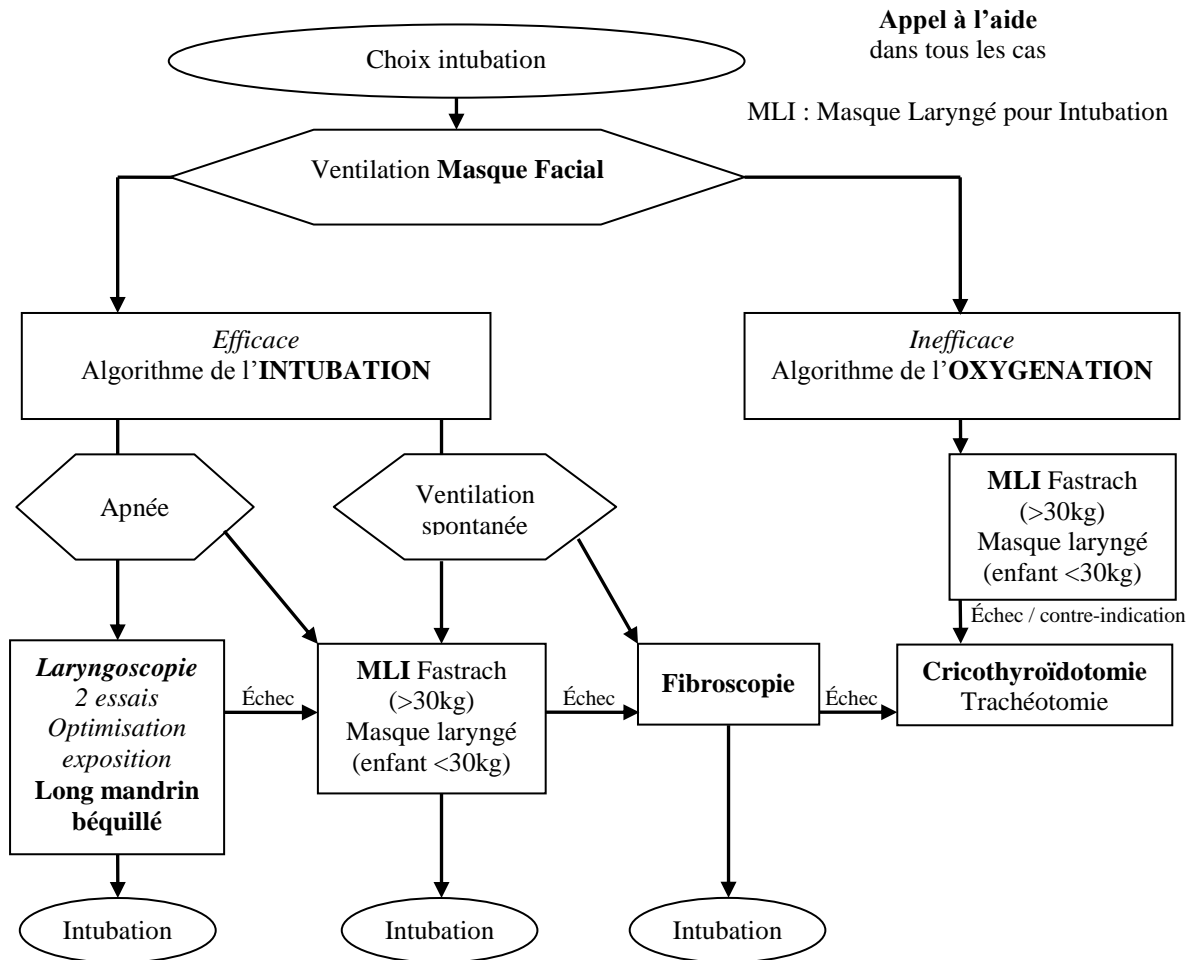 Appel à l’aide
dans tous les cas
Choix intubation
MLI : Masque Laryngé pour Intubation
Ventilation Masque Facial
Efficace
Algorithme de l’INTUBATION
Inefficace
Algorithme de l’OXYGENATION
Apnée
Ventilation
spontanée
MLI Fastrach
(>30kg)
Masque laryngé
(enfant <30kg)
Échec / contre-indication
Laryngoscopie
2 essais
Optimisation
exposition
Long mandrin
béquillé
Échec
MLI Fastrach
(>30kg)
Masque laryngé
(enfant <30kg)
Échec
Fibroscopie
Échec
Cricothyroïdotomie
Trachéotomie
Intubation
Intubation
Intubation